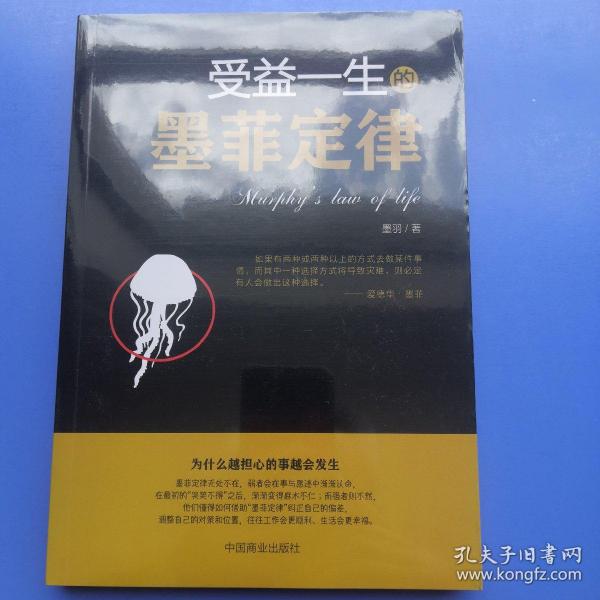 受益一生的
墨菲定律
Murphy's law of life
墨羽/著
如果有两种或两种以上的方式去做某件事
情，而其中一种选择方式将导致灾难，则必定
有人会做出这种选择。
——爱德华·墨菲
为什么越担心的事越会发生
墨菲定律无处不在，弱者会在事与愿违中渐渐认命，
在最初的“哭笑不得”之后，渐渐变得麻木不仁；而强者则不然，
他们懂得如何借助“墨菲定律”纠正自己的偏差，
调整自己的对策和位置，往往工作会更顺利、生活会更幸福。
中国商业出版社
孔夫子旧书网
www.kongfz.com